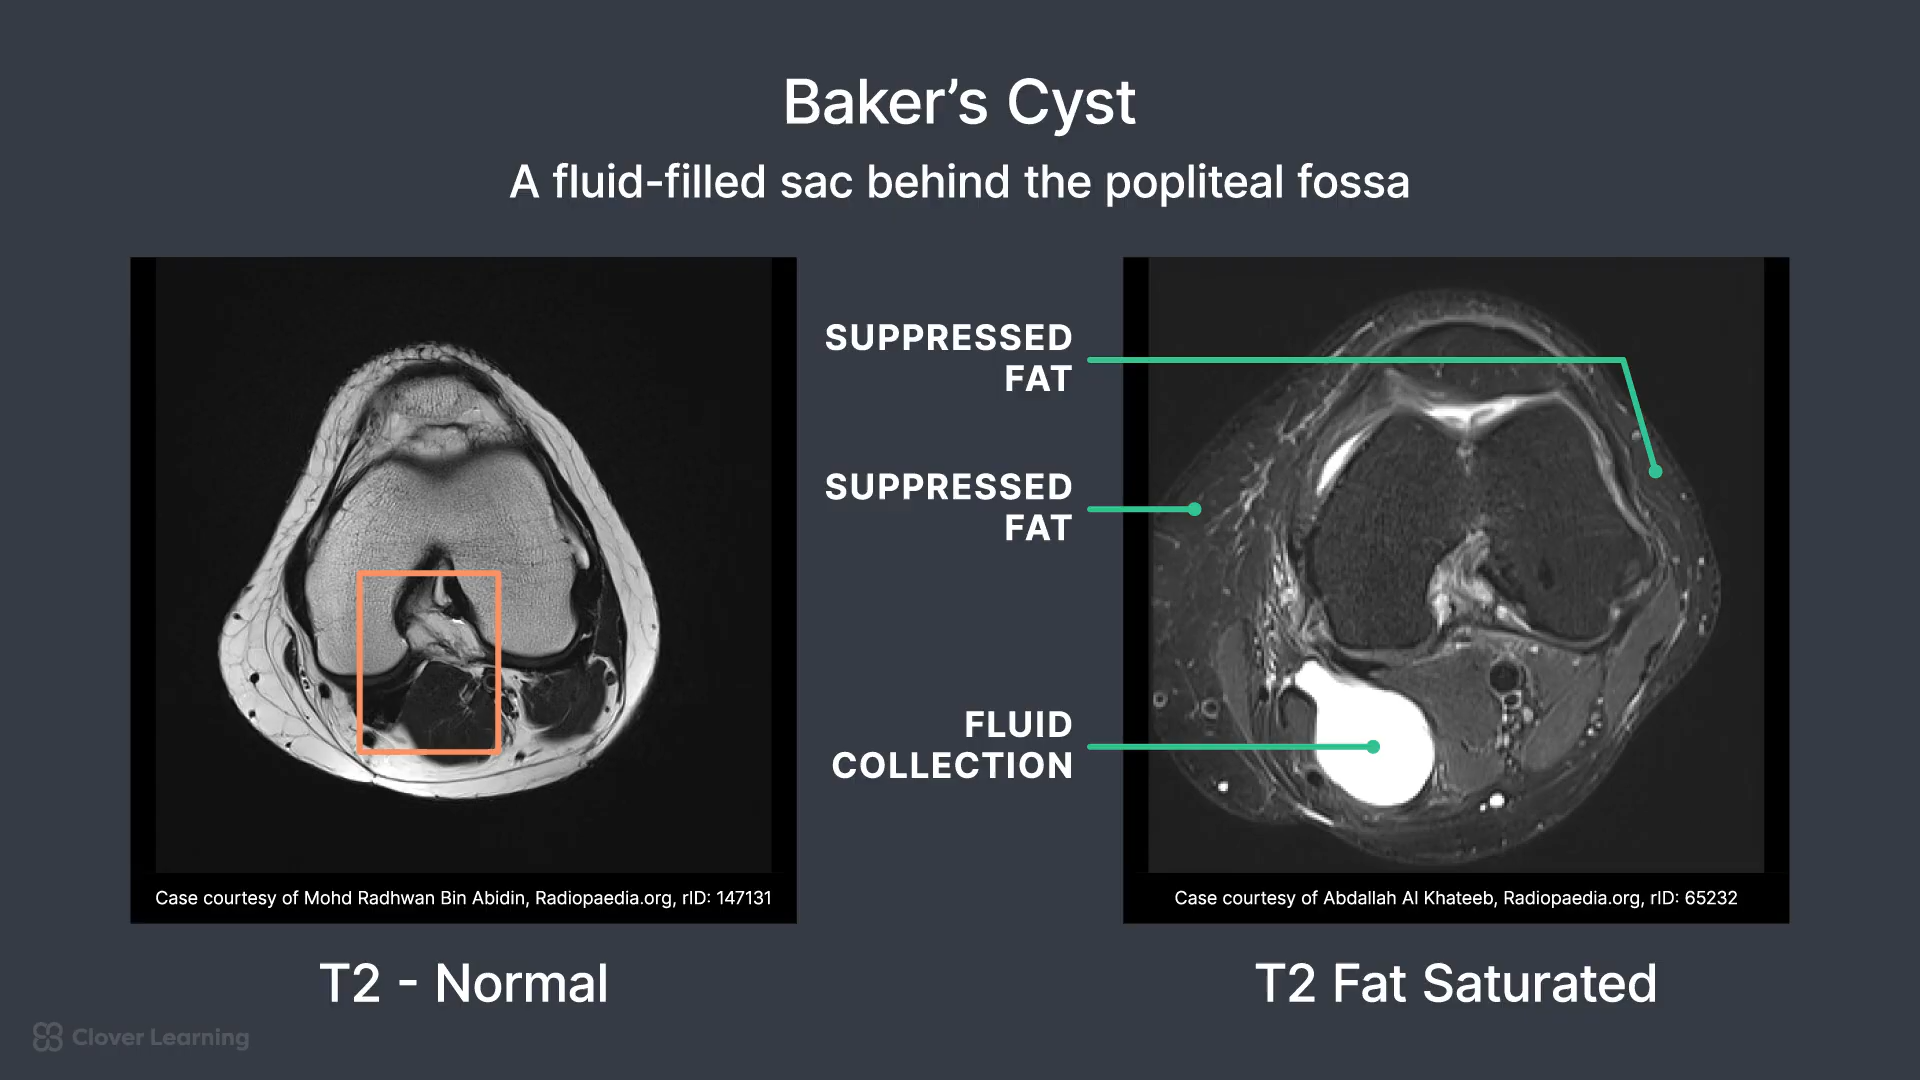 Baker’s Cyst
A fluid-filled sac behind the popliteal fossa
SUPPRESSED
FAT
SUPPRESSED
FAT
FLUID
COLLECTION
Case courtesy of Mohd Radhwan Bin Abidin, Radiopaedia.org, rID: 147131
Case courtesy of Abdallah Al Khateeb, Radiopaedia.org, rID: 65232
T2 - Normal
T2 Fat Saturated
Clover Learning